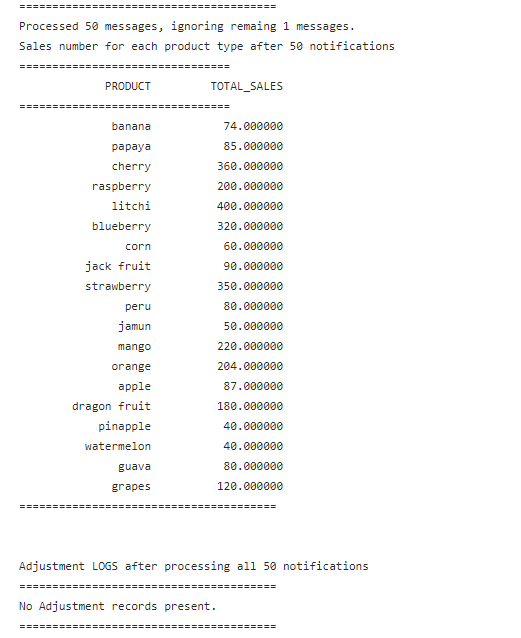 =======================================
Processed 50 messages, ignoring remaing 1 messages.
Sales number for each product type after 50 notifications
================================
PRODUCT TOTAL_SALES
================================
banana 74.000000
papaya 85.000000
cherry 360.000000
raspberry 200.000000
litchi 400.000000
blueberry 320.000000
corn 60.000000
jack fruit 90.000000
strawberry 350.000000
peru 80.000000
jamun 50.000000
mango 220.000000
orange 204.000000
apple 87.000000
dragon fruit 180.000000
pinapple 40.000000
watermelon 40.000000
guava 80.000000
grapes 120.000000
=======================================
Adjustment LOGS after processing all 50 notifications
=======================================
No Adjustment records present.
=======================================